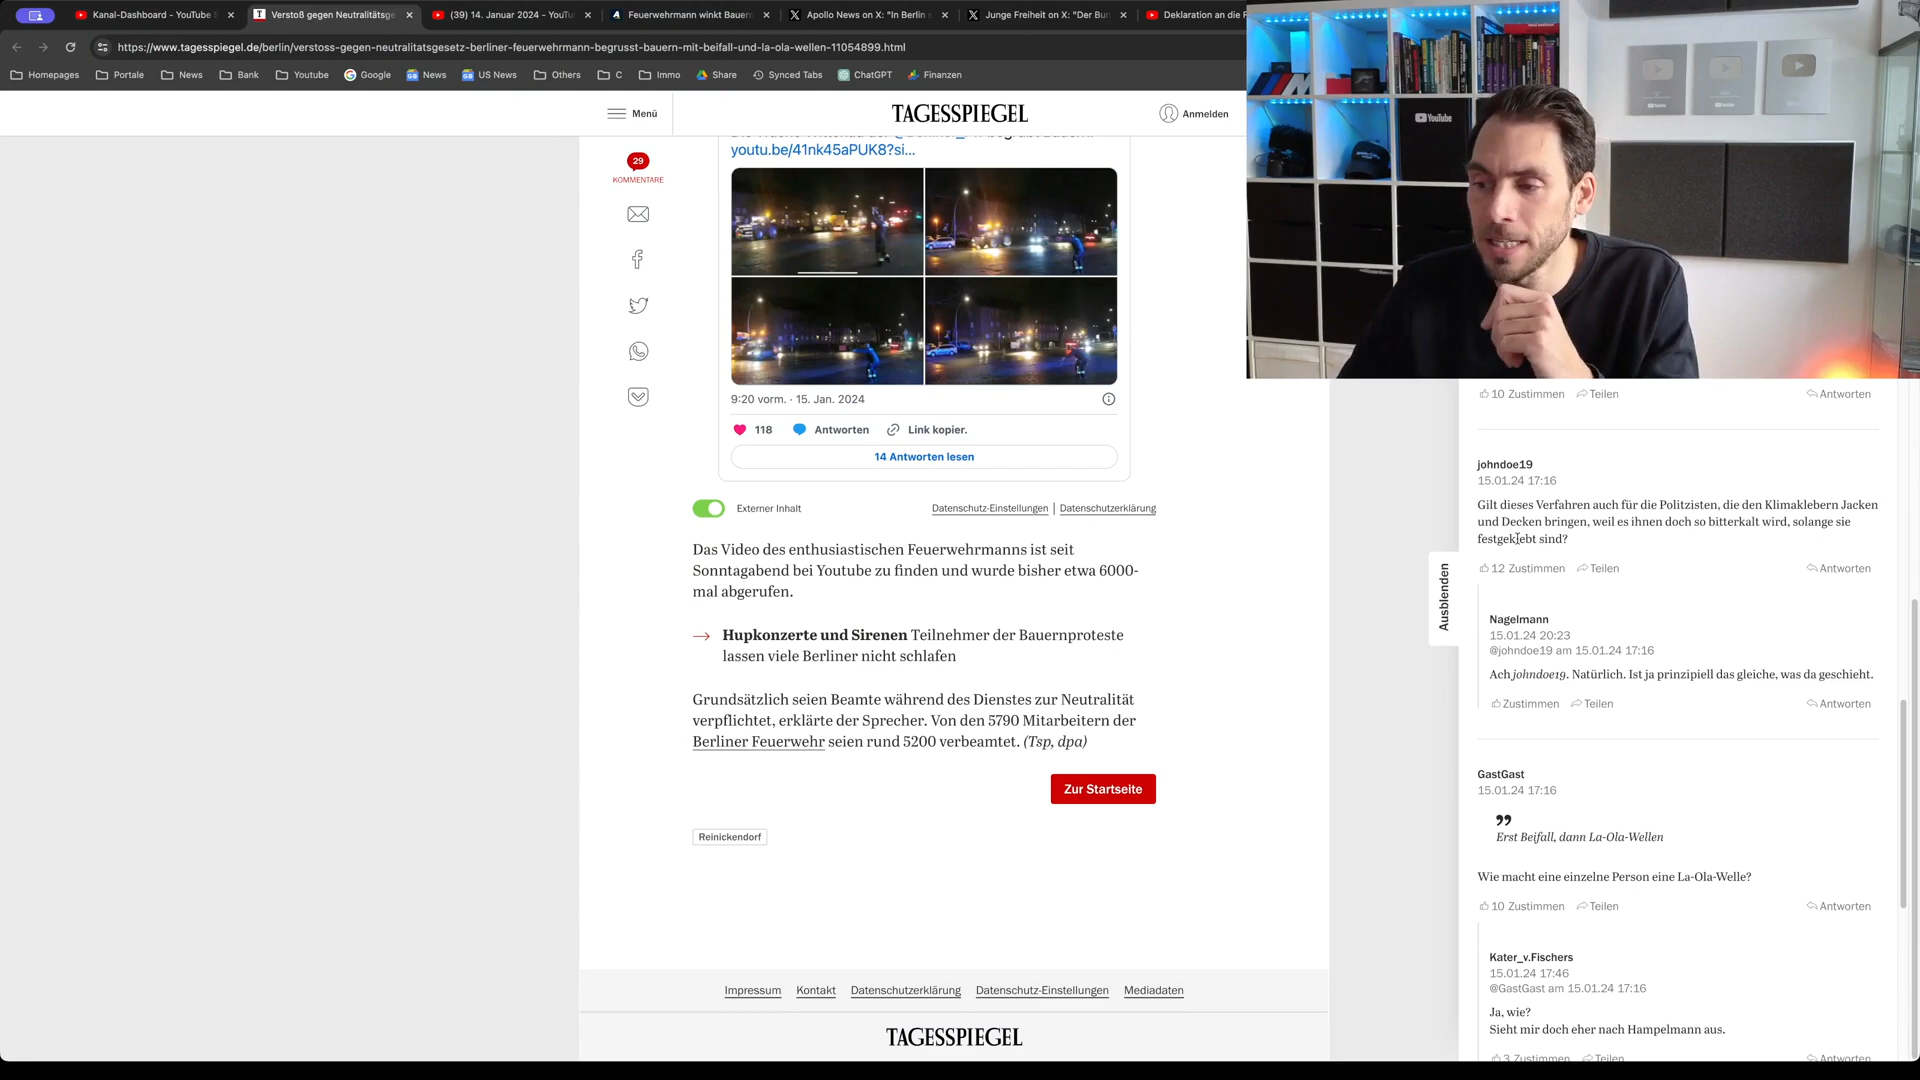 Kanal-Dashboard - YouTube S
Verstoß gegen Neutralitätsge
(39) 14. Januar 2024 - YouTu
Feuerwehrmann winkt Bauern
Apollo News on X: "In Berlin s
Junge Freiheit on X: "Der Bun
Deklaration an die F
https://www.tagesspiegel.de/berlin/verstoss-gegen-neutralitatsgesetz-berliner-feuerwehrmann-begrusst-bauern-mit-beifall-und-la-ola-wellen-11054899.html
Homepages
Portale
News
Bank
Youtube
Google
News
US News
Others
C
Immo
Share
Synced Tabs
ChatGPT
Finanzen
Menü
TAGESSPIEGEL
Anmelden
29
KOMMENTARE
youtu.be/41nk45aPUK8?si...
9:20 vorm. · 15. Jan. 2024
118
Antworten
Link kopier.
14 Antworten lesen
Externer Inhalt
Datenschutz-Einstellungen | Datenschutzerklärung
Das Video des enthusiastischen Feuerwehrmanns ist seit
Sonntagabend bei Youtube zu finden und wurde bisher etwa 6000-
mal abgerufen.
Hupkonzerte und Sirenen Teilnehmer der Bauernproteste
lassen viele Berliner nicht schlafen
Grundsätzlich seien Beamte während des Dienstes zur Neutralität
verpflichtet, erklärte der Sprecher. Von den 5790 Mitarbeitern der
Berliner Feuerwehr seien rund 5200 verbeamtet. (Tsp, dpa)
Zur Startseite
Reinickendorf
Impressum
Kontakt
Datenschutzerklärung
Datenschutz-Einstellungen
Mediadaten
TAGESSPIEGEL
YouTube
10 Zustimmen
Teilen
Antworten
johndoe19
15.01.24 17:16
Gilt dieses Verfahren auch für die Politzisten, die den Klimaklebern Jacken
und Decken bringen, weil es ihnen doch so bitterkalt wird, solange sie
festgeklebt sind?
12 Zustimmen
Teilen
Antworten
Ausblenden
Nagelmann
15.01.24 20:23
@johndoe19 am 15.01.24 17:16
Ach johndoe19. Natürlich. Ist ja prinzipiell das gleiche, was da geschieht.
Zustimmen
Teilen
Antworten
GastGast
15.01.24 17:16
Erst Beifall, dann La-Ola-Wellen
Wie macht eine einzelne Person eine La-Ola-Welle?
10 Zustimmen
Teilen
Antworten
Kater_v.Fischers
15.01.24 17:46
@GastGast am 15.01.24 17:16
Ja, wie?
Sieht mir doch eher nach Hampelmann aus.
3 Zustimmen
Teilen
Antworten